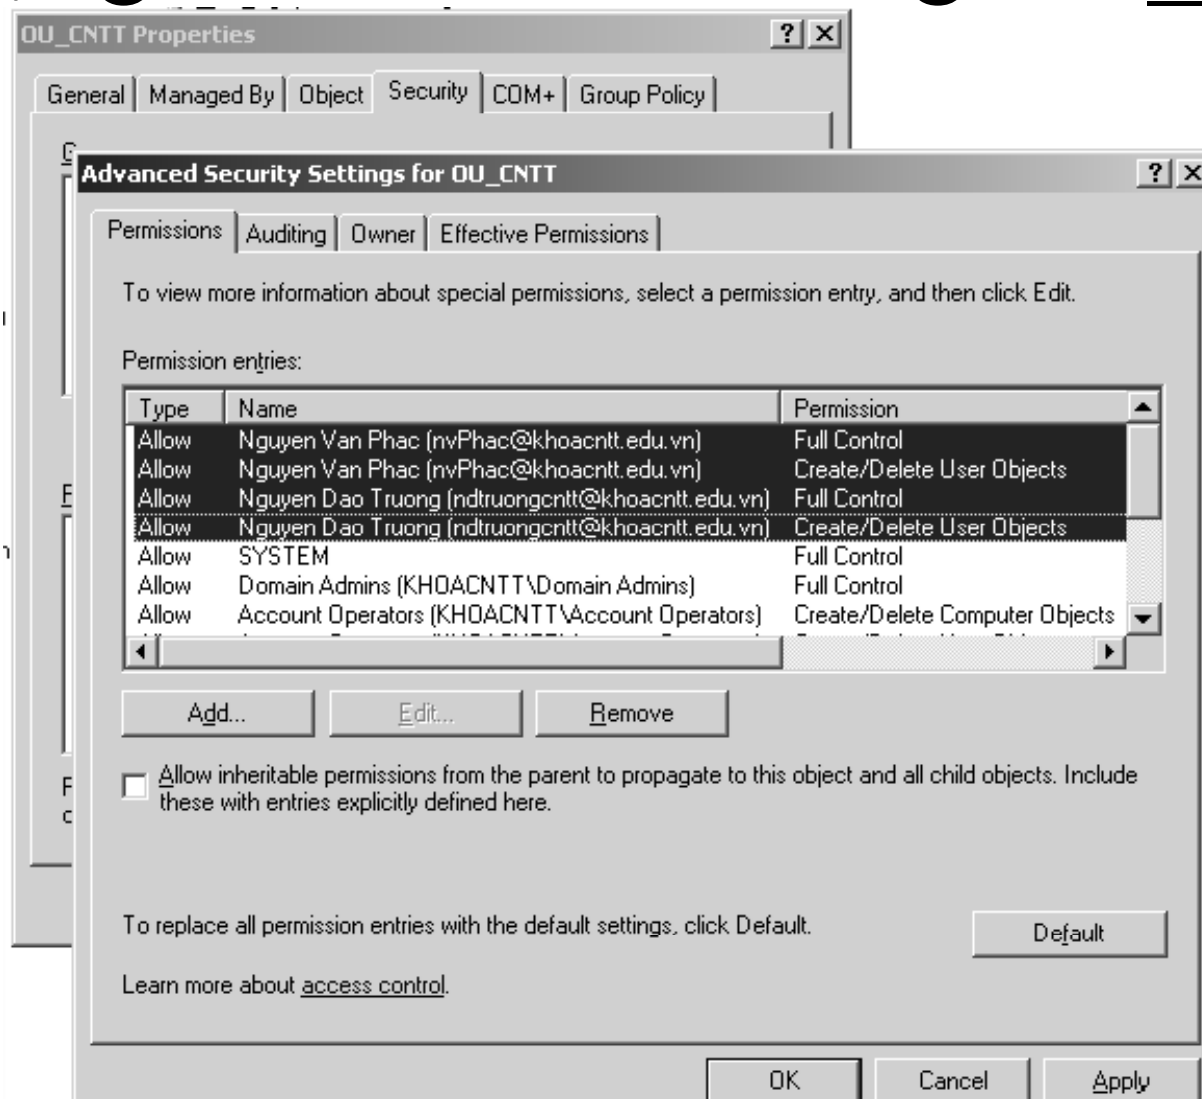 OU_CNTT Properties
General Managed By Object Security COM+ Group Policy
Advanced Security Settings for OU_CNTT
Permissions Auditing Owner Effective Permissions
To view more information about special permissions, select a permission entry, and then click Edit.
Permission entries:
Type Name Permission
Allow Nguyen Van Phac (nvPhac@khoacntt.edu.vn) Full Control
Allow Nguyen Van Phac (nvPhac@khoacntt.edu.vn) Create/Delete User Objects
Allow Nguyen Dao Truong (ndtruongcntt@khoacntt.edu.vn) Full Control
Allow Nguyen Dao Truong (ndtruongcntt@khoacntt.edu.vn) Create/Delete User Objects
Allow SYSTEM Full Control
Allow Domain Admins (KHOACNTT\Domain Admins) Full Control
Allow Account Operators (KHOACNTT\Account Operators) Create/Delete Computer Objects
Add... Edit... Remove
Allow inheritable permissions from the parent to propagate to this object and all child objects. Include
these with entries explicitly defined here.
To replace all permission entries with the default settings, click Default.
Default
Learn more about access control.
OK Cancel Apply